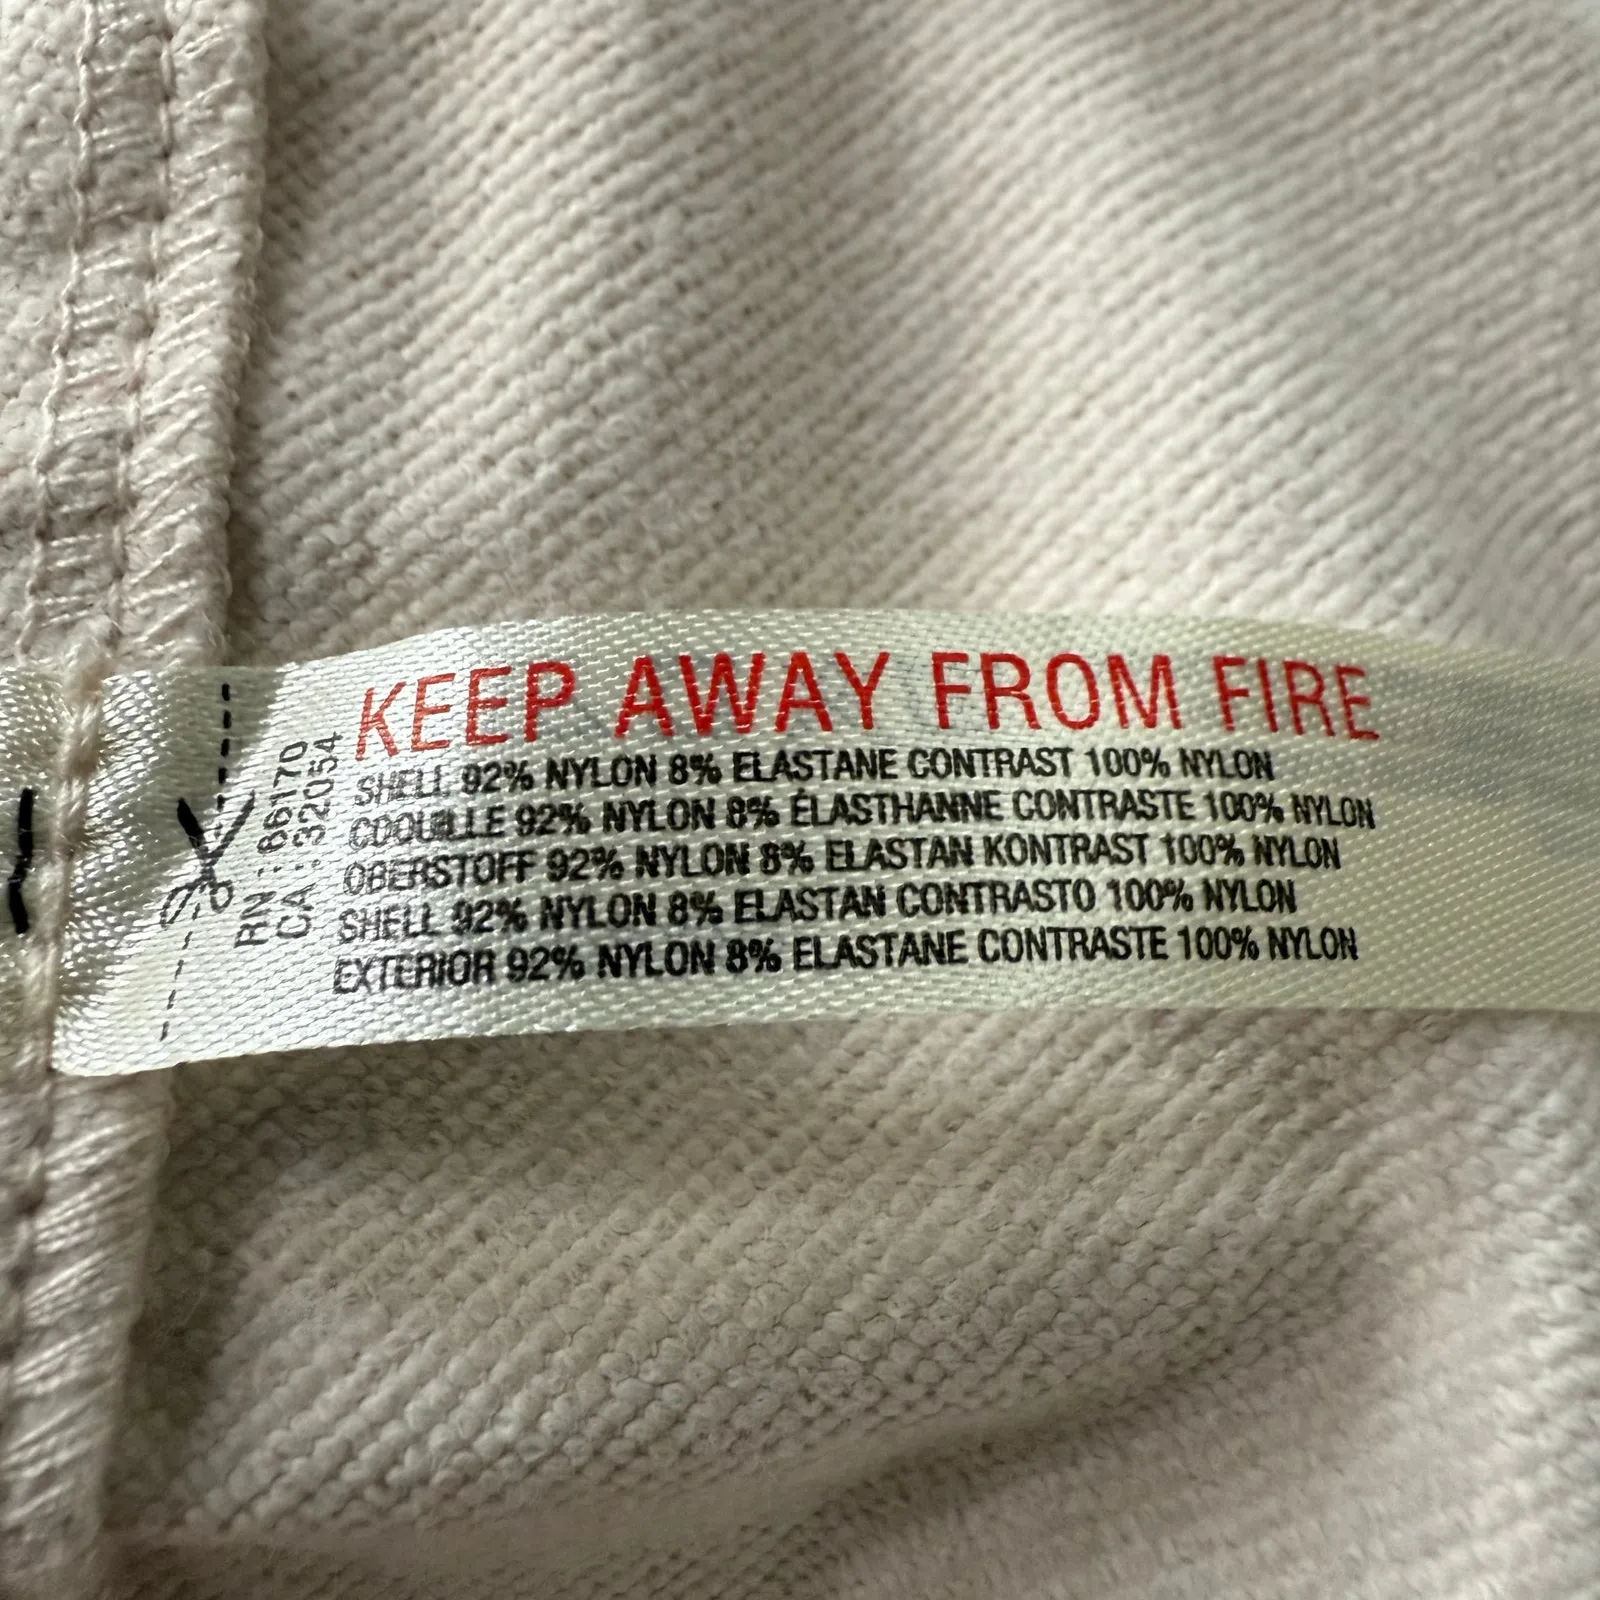 KEEP AWAY FROM FIRE
SHELL 92% NYLON 8% ELASTANE CONTRAST 100% NYLON
COQUILLE 92% NYLON 8% ÉLASTHANNE CONTRASTE 100% NYLON
OBERSTOFF 92% NYLON 8% ELASTAN KONTRAST 100% NYLON
SHELL 92% NYLON 8% ELASTAN CONTRASTO 100% NYLON
EXTERIOR 92% NYLON 8% ELASTANE CONTRASTE 100% NYLON
RN : 86170
CA : 32054